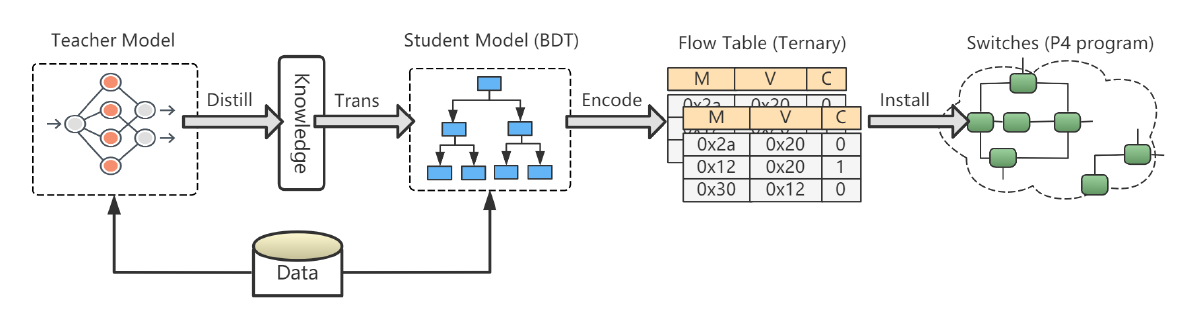 Teacher Model
Student Model (BDT)
Flow Table (Ternary)
Switches (P4 program)
Distill
Knowledge
Trans
Encode
Install
M V C
0x2a 0x20 0
M V C
0x2a 0x20 0
0x12 0x20 1
0x30 0x12 0
Data